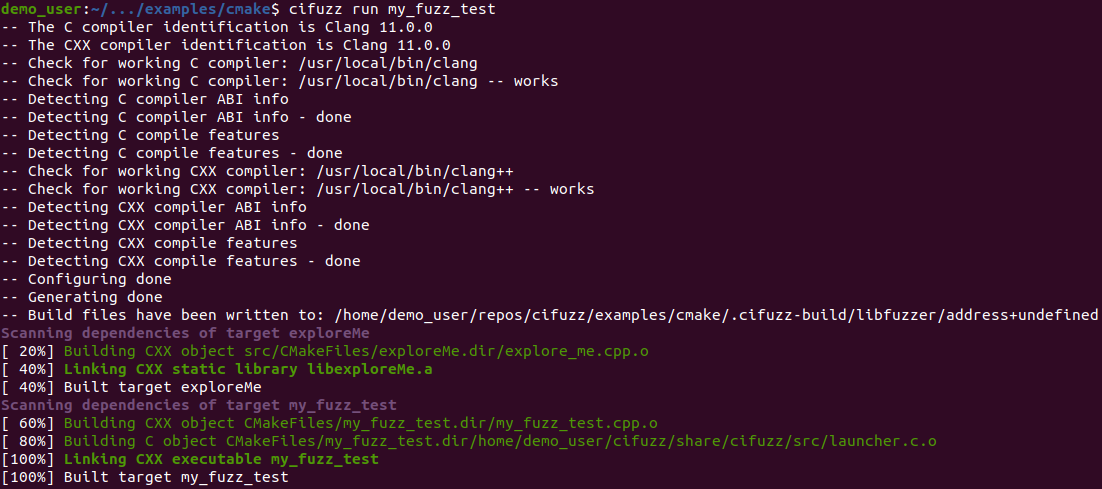 demo_user:~/.../examples/cmake$ cifuzz run my_fuzz_test
-- The C compiler identification is Clang 11.0.0
-- The CXX compiler identification is Clang 11.0.0
-- Check for working C compiler: /usr/local/bin/clang
-- Check for working C compiler: /usr/local/bin/clang -- works
-- Detecting C compiler ABI info
-- Detecting C compiler ABI info - done
-- Detecting C compile features
-- Detecting C compile features - done
-- Check for working CXX compiler: /usr/local/bin/clang++
-- Check for working CXX compiler: /usr/local/bin/clang++ -- works
-- Detecting CXX compiler ABI info
-- Detecting CXX compiler ABI info - done
-- Detecting CXX compile features
-- Detecting CXX compile features - done
-- Configuring done
-- Generating done
-- Build files have been written to: /home/demo_user/repos/cifuzz/examples/cmake/.cifuzz-build/libfuzzer/address+undefined
Scanning dependencies of target exploreMe
[ 20%] Building CXX object src/CMakeFiles/exploreMe.dir/explore_me.cpp.o
[ 40%] Linking CXX static library libexploreMe.a
[ 40%] Built target exploreMe
Scanning dependencies of target my_fuzz_test
[ 60%] Building CXX object CMakeFiles/my_fuzz_test.dir/my_fuzz_test.cpp.o
[ 80%] Building C object CMakeFiles/my_fuzz_test.dir/home/demo_user/cifuzz/share/cifuzz/src/launcher.c.o
[100%] Linking CXX executable my_fuzz_test
[100%] Built target my_fuzz_test